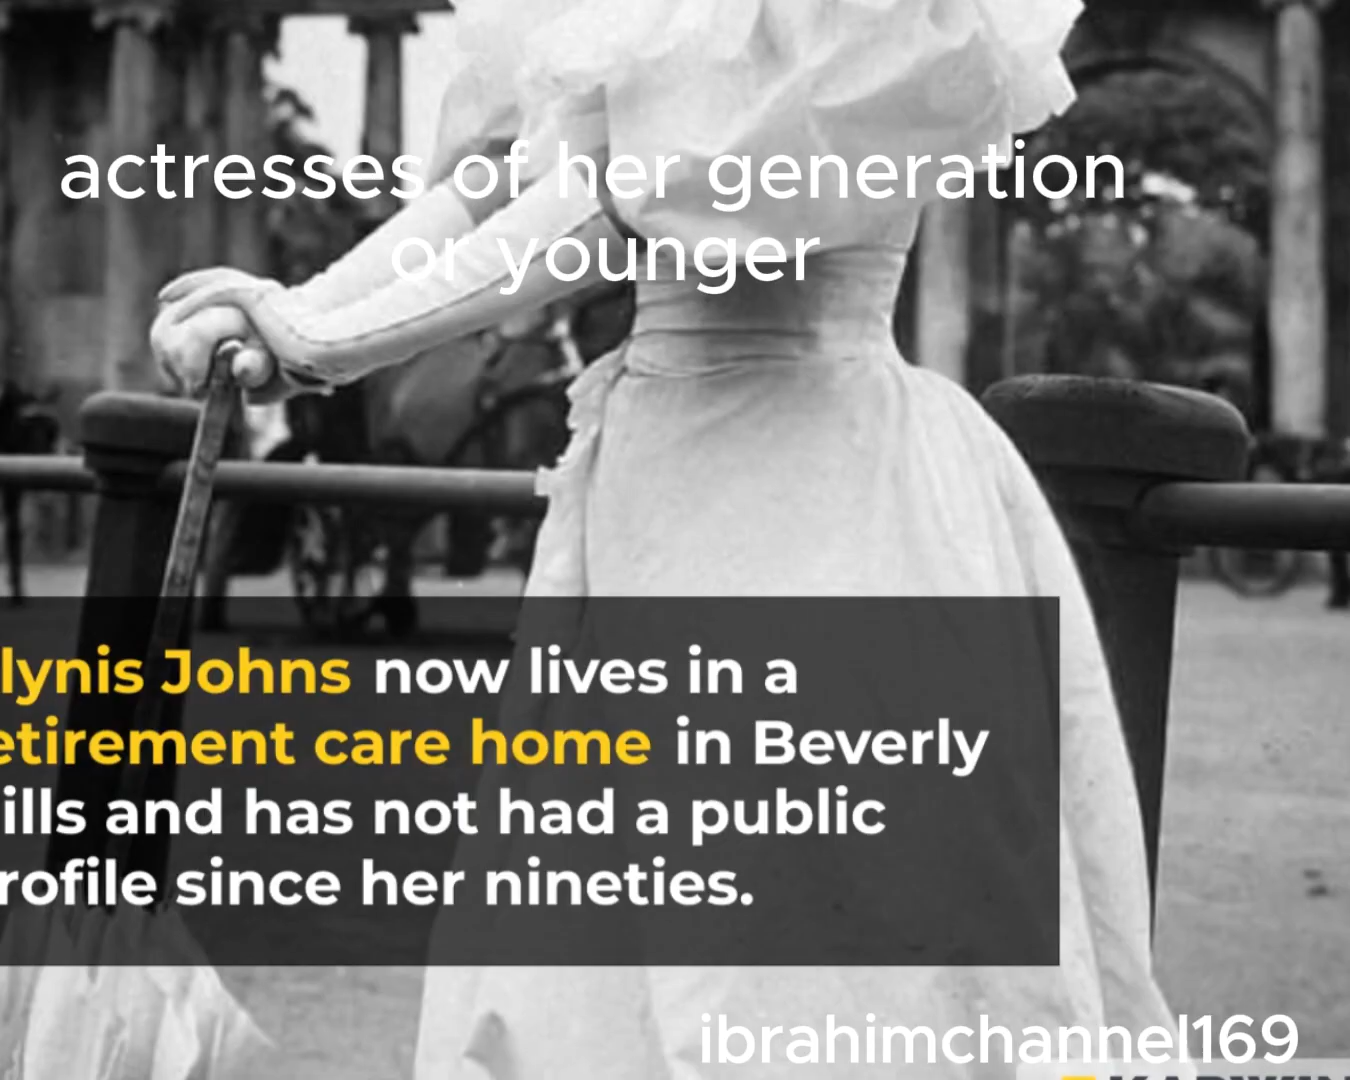 actresses of her generation
or younger
lynis Johns now lives in a
etirement care home in Beverly
ills and has not had a public
rofile since her nineties.
ibrahimchannel169